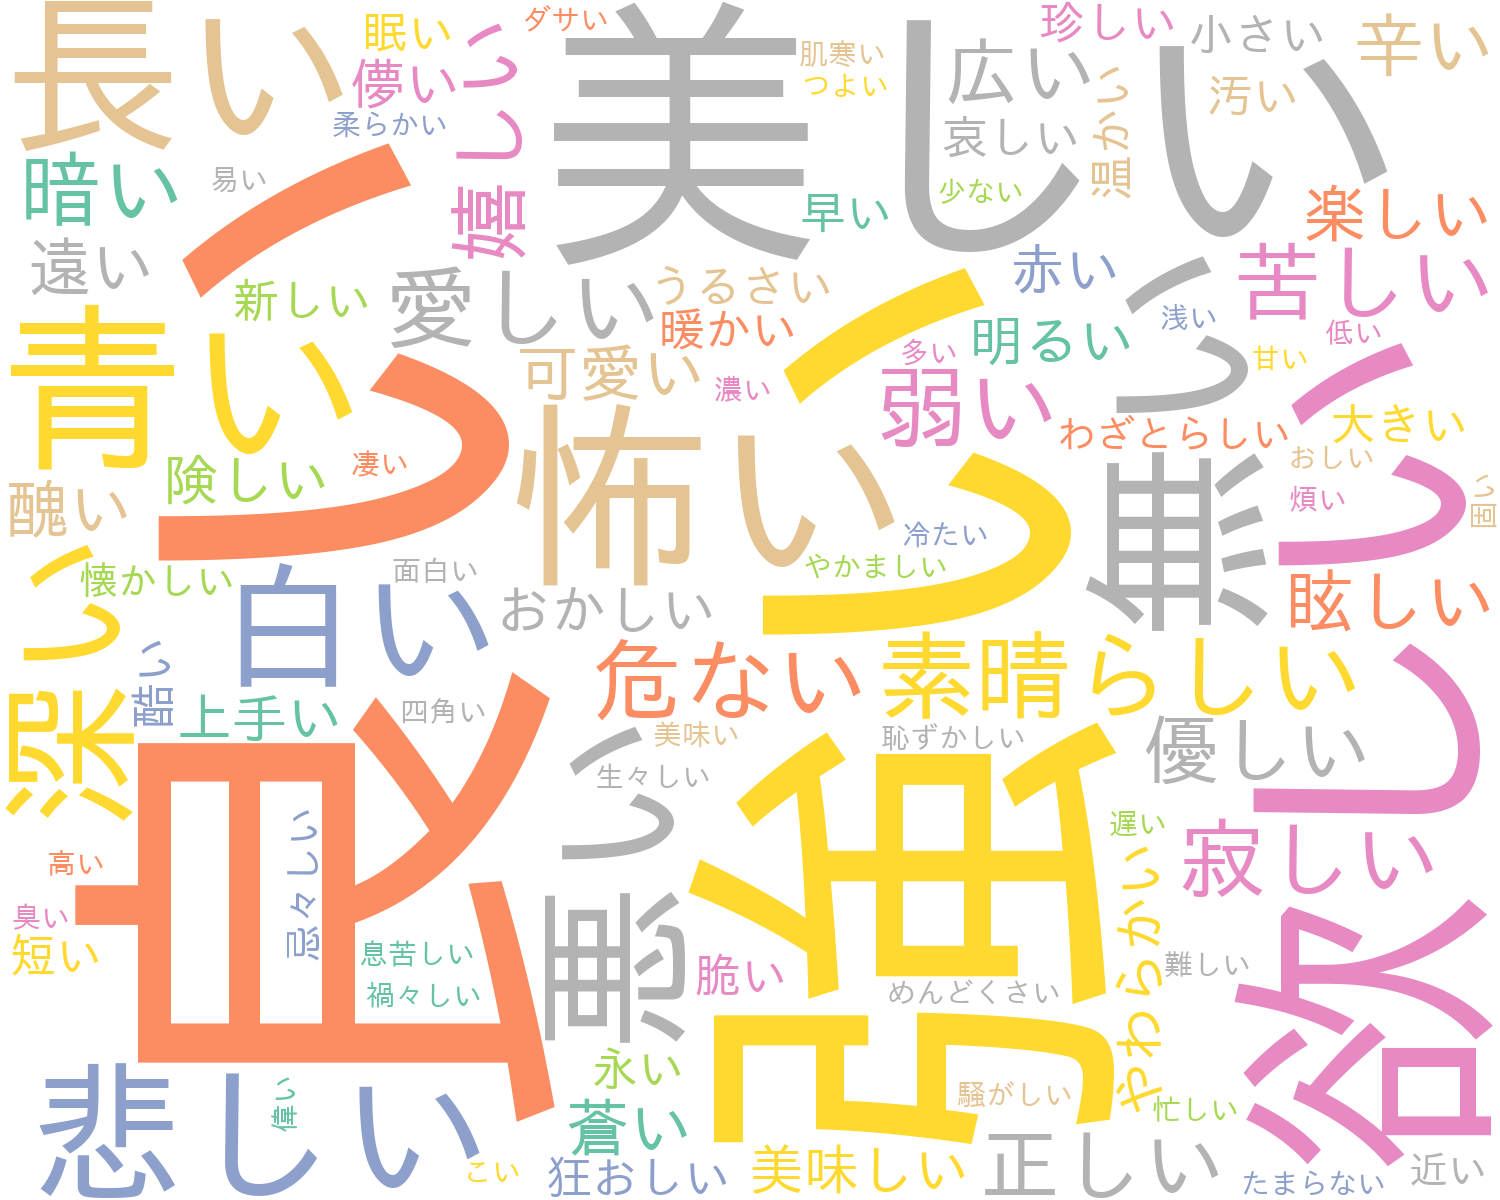 長い
眠い
ダサい
美しい
珍しい
小さい
辛い
儚い
嬉しい
肌寒い
つよい
広い
汚い
柔らかい
哀しい
温かい
暗い
易い
少ない
早い
楽しい
遠い
良い
新しい
愛しい
うるさい
赤い
苦しい
暖かい
明るい
浅い
低い
青い
可愛い
濃い
多い
甘い
弱い
強い
無い
欲しい
大きい
わざとらしい
怖い
険しい
凄い
おしい
煩い
固い
醜い
冷たい
やかましい
面白い
懐かしい
深い
白い
おかしい
眩しい
酷い
危ない
素晴らしい
上手い
四角い
美味い
恥ずかしい
優しい
生々しい
悪い
忌々しい
遅い
寂しい
高い
臭い
短い
息苦しい
禍々しい
脆い
めんどくさい
難しい
やわらかい
永い
悲しい
偉い
蒼い
騒がしい
忙しい
こい
狂おしい
美味しい
正しい
たまらない
近い